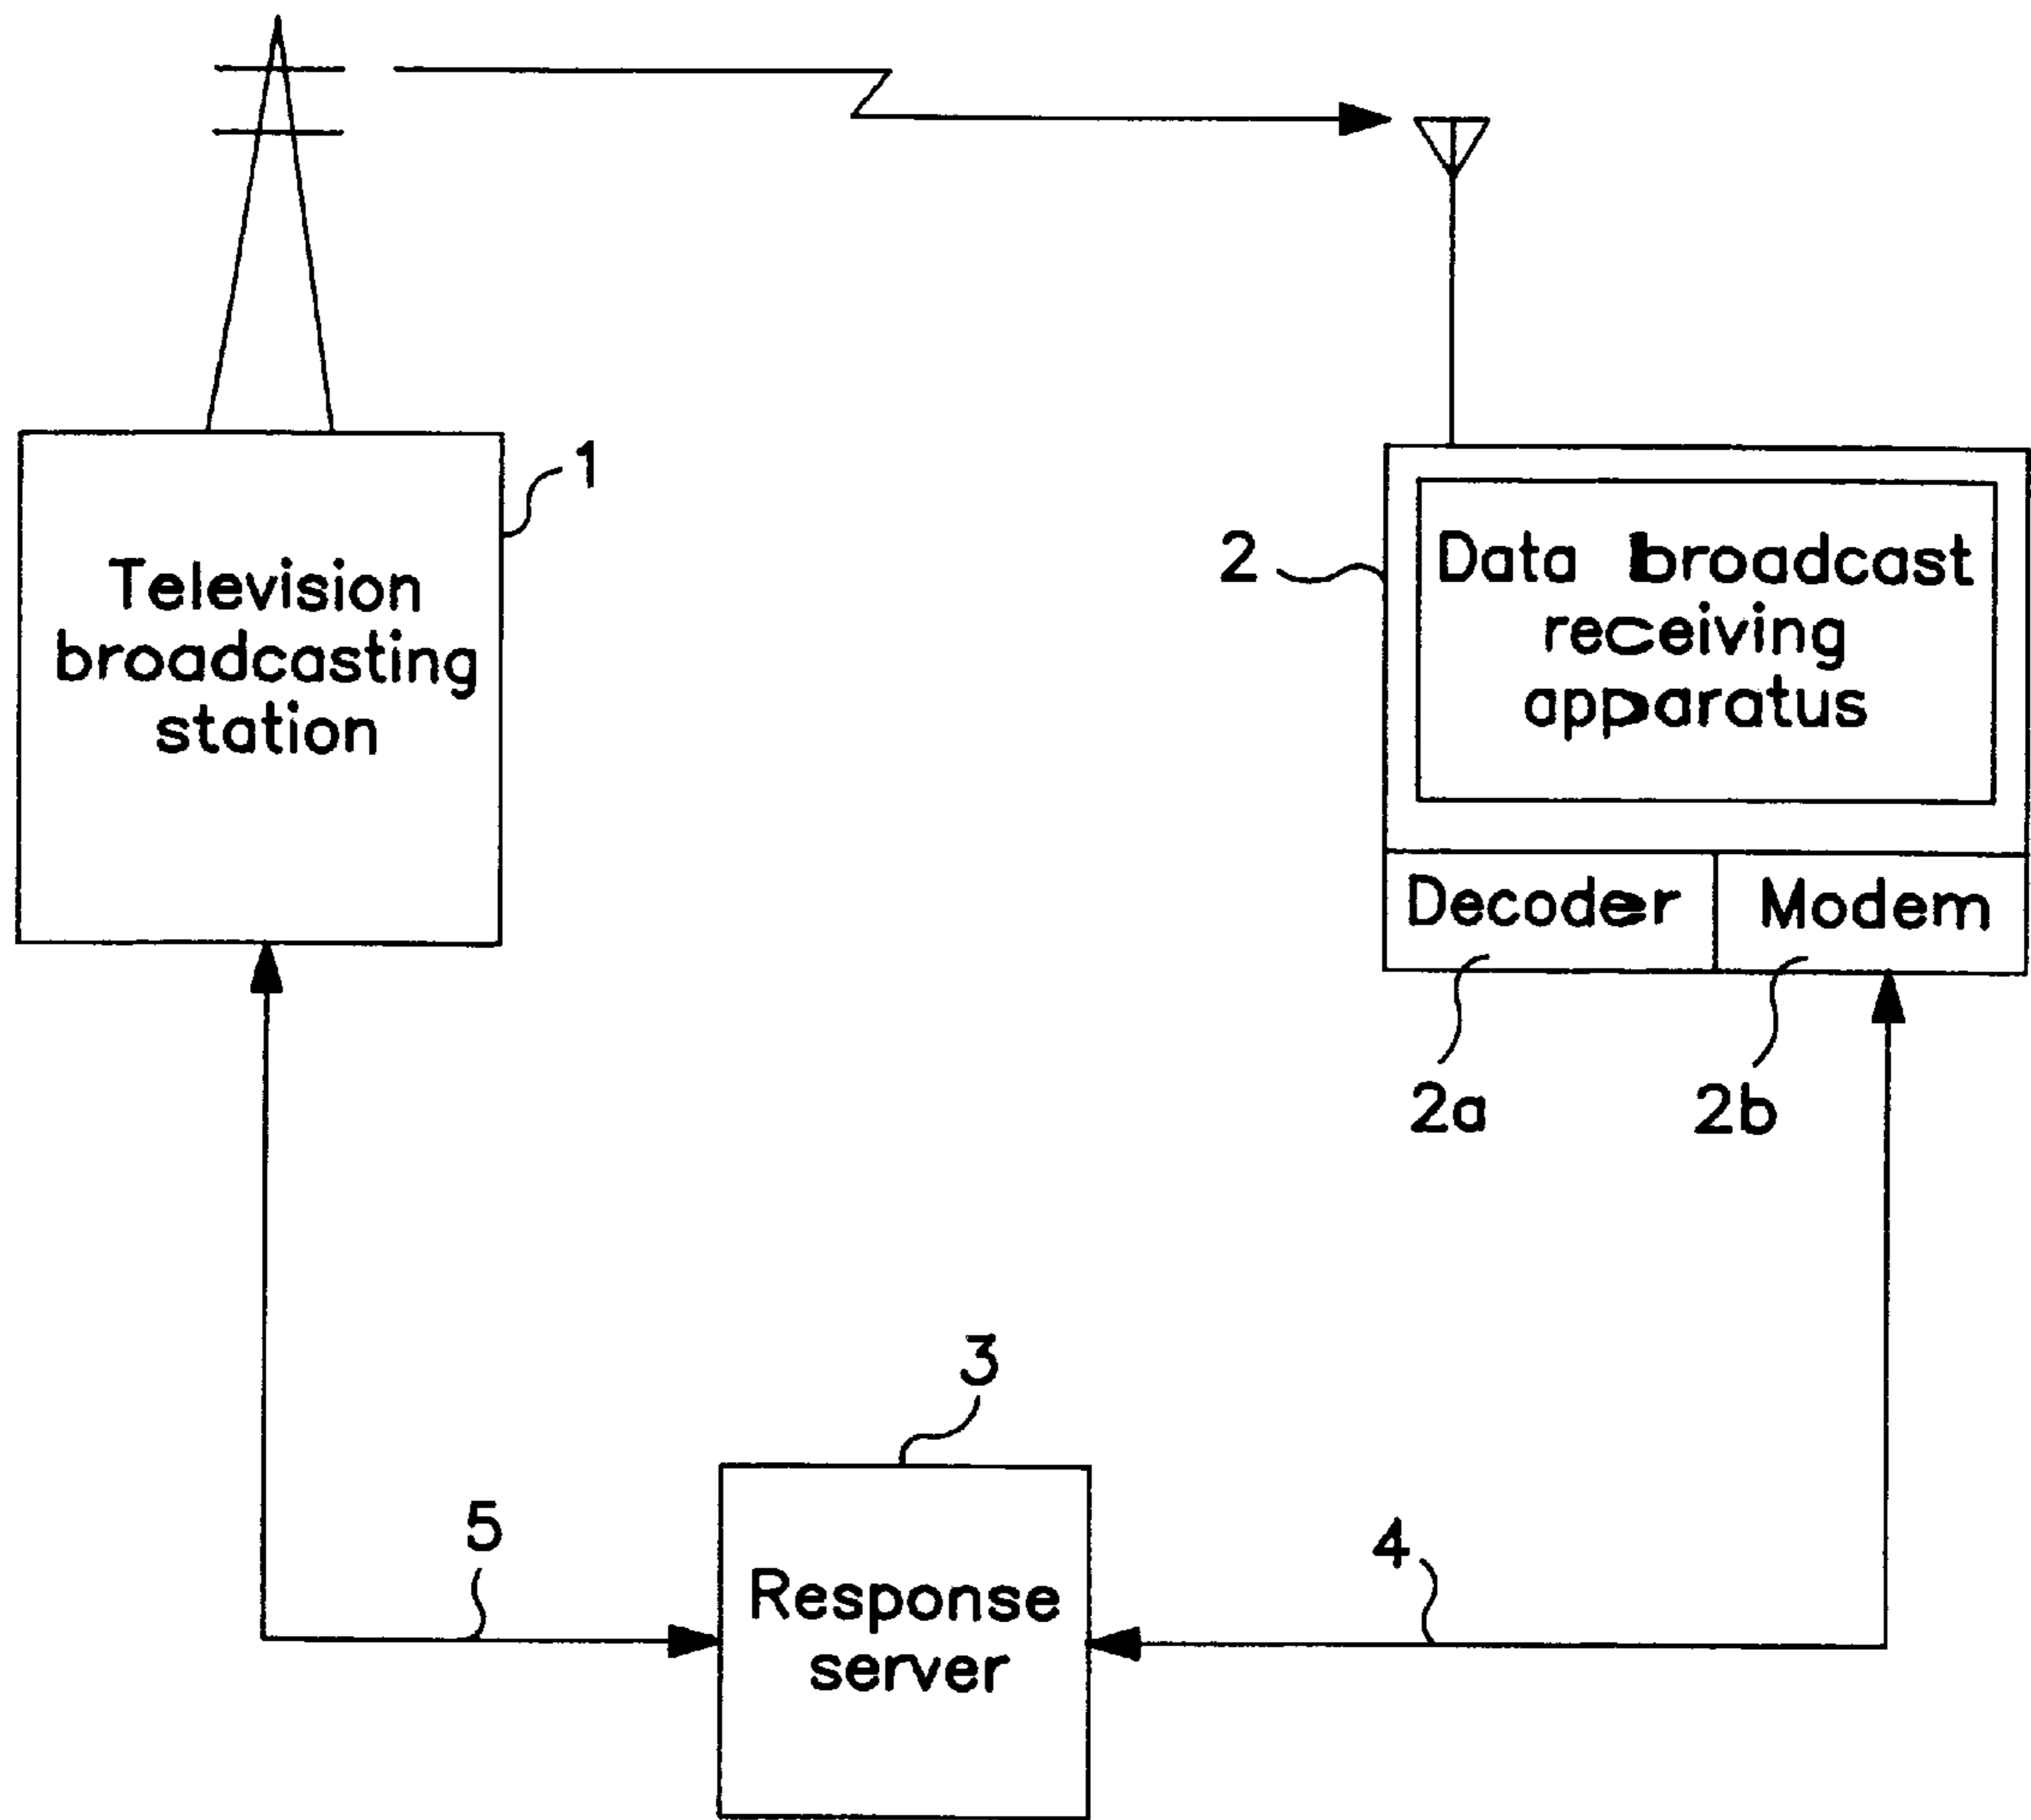 1
Television
broadcasting
station
2
Data broadcast
receiving
apparatus
Decoder
Modem
2a
2b
3
5
4
Response
server